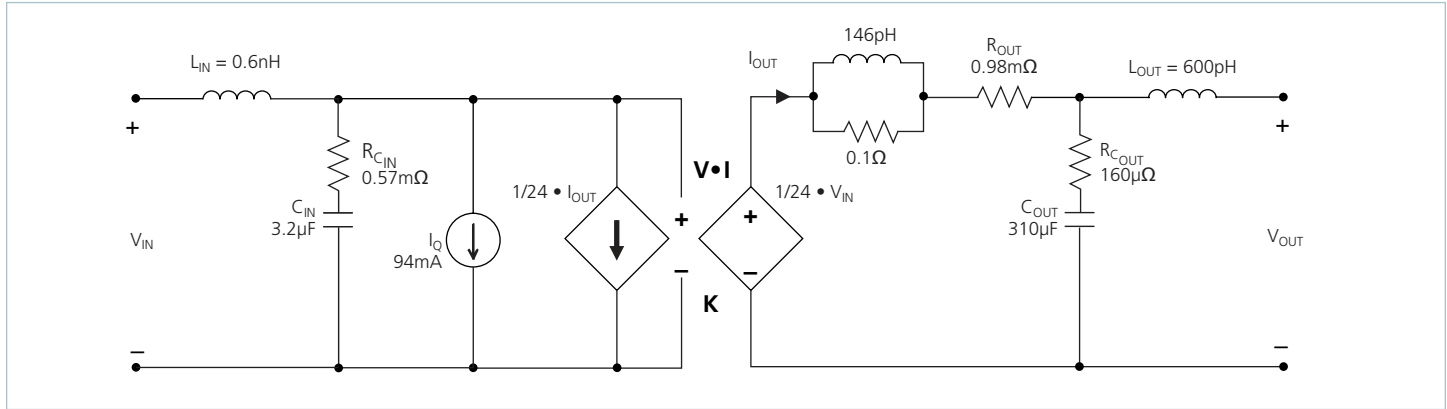 L_IN = 0.6nH
+
R_C_IN
0.57mΩ
C_IN
3.2µF
V_IN
I_Q
94mA
1/24 • I_OUT
V•I
+
–
K
+
–
1/24 • V_IN
I_OUT
146pH
0.1Ω
R_OUT
0.98mΩ
L_OUT = 600pH
+
R_C_OUT
160µΩ
C_OUT
310µF
V_OUT
–
–